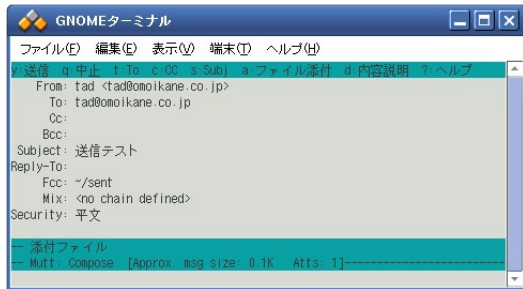 GNOMEターミナル
ファイル(F) 編集(E) 表示(V) 端末(T) ヘルプ(H)
y:送信 q:中止 t:To c:CC s:Subj a:ファイル添付 d:内容説明 ?:ヘルプ
From: tad <tad@omoikane.co.jp>
To: tad@omoikane.co.jp
Cc:
Bcc:
Subject: 送信テスト
Reply-To:
Fcc: ~/sent
Mix: <no chain defined>
Security: 平文
-- 添付ファイル
-- Mutt: Compose [Approx. msg size: 0.1K Atts: 1]-------------------------